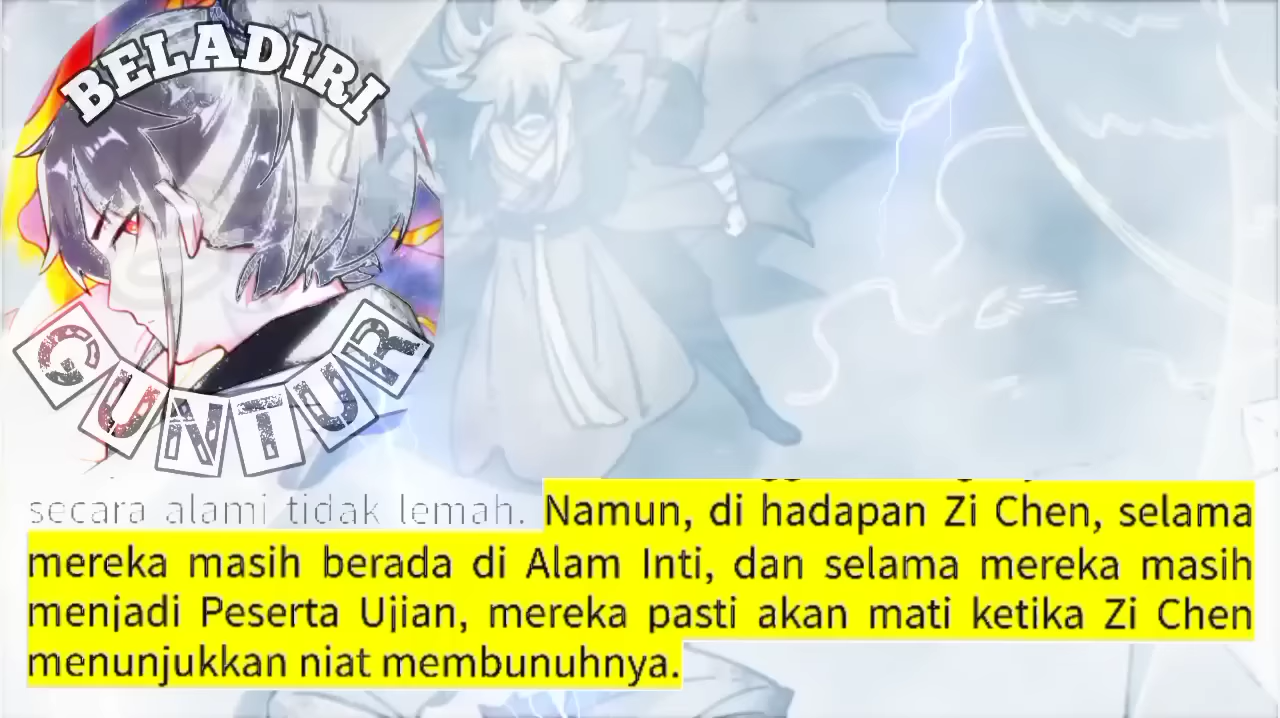 BELADIRI
GUNTUR
secara alami tidak lemah. Namun, di hadapan Zi Chen, selama
mereka masih berada di Alam Inti, dan selama mereka masih
menjadi Peserta Ujian, mereka pasti akan mati ketika Zi Chen
menunjukkan niat membunuhnya.